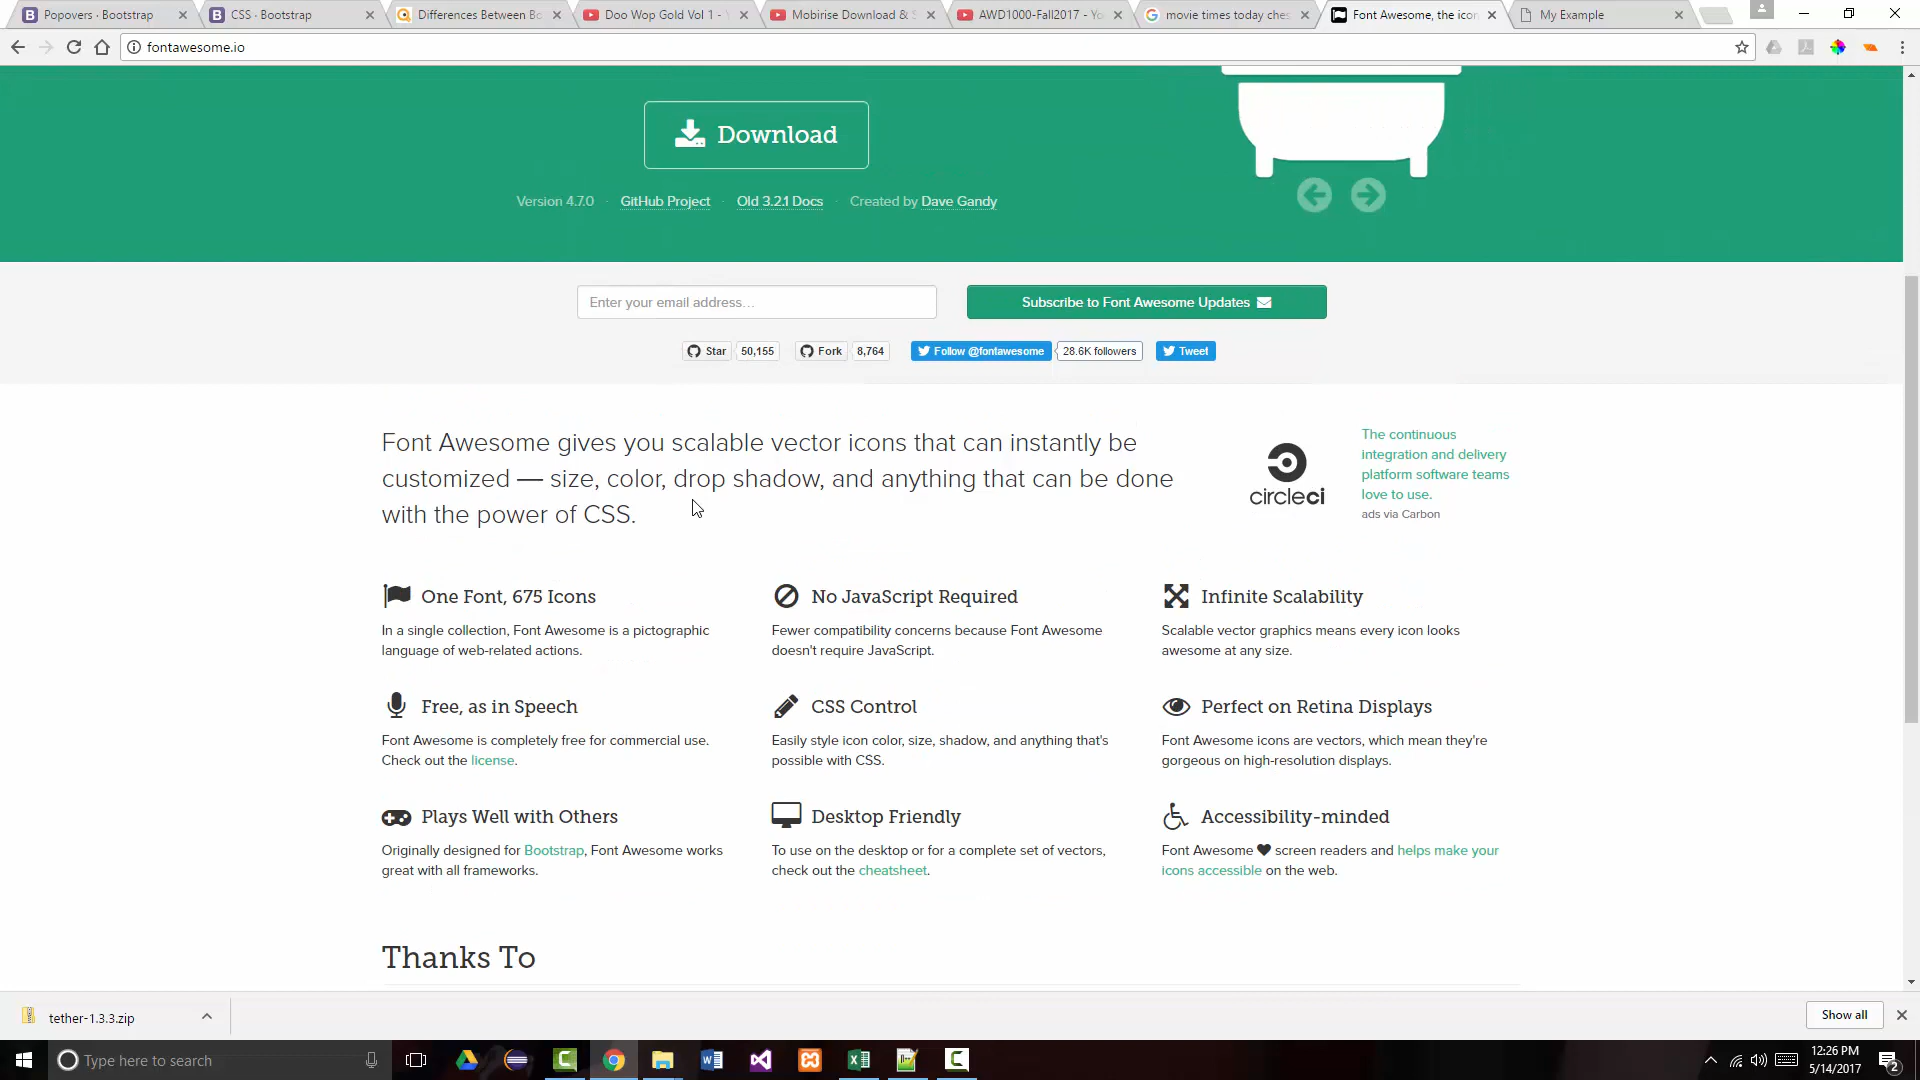 Popovers · Bootstrap
CSS · Bootstrap
Differences Between Bo
Doo Wop Gold Vol 1 - Y
Mobirise Download & S
AWD1000-Fall2017 - Yo
movie times today ches
Font Awesome, the icon
My Example
fontawesome.io
Download
Version 4.7.0 · GitHub Project · Old 3.2.1 Docs · Created by Dave Gandy
Enter your email address...
Subscribe to Font Awesome Updates
Star 50,155 Fork 8,764 Follow @fontawesome 28.6K followers Tweet
Font Awesome gives you scalable vector icons that can instantly be
customized — size, color, drop shadow, and anything that can be done
with the power of CSS.
circleci
The continuous
integration and delivery
platform software teams
love to use.
ads via Carbon
One Font, 675 Icons
In a single collection, Font Awesome is a pictographic
language of web-related actions.
No JavaScript Required
Fewer compatibility concerns because Font Awesome
doesn't require JavaScript.
Infinite Scalability
Scalable vector graphics means every icon looks
awesome at any size.
Free, as in Speech
Font Awesome is completely free for commercial use.
Check out the license.
CSS Control
Easily style icon color, size, shadow, and anything that's
possible with CSS.
Perfect on Retina Displays
Font Awesome icons are vectors, which mean they're
gorgeous on high-resolution displays.
Plays Well with Others
Originally designed for Bootstrap, Font Awesome works
great with all frameworks.
Desktop Friendly
To use on the desktop or for a complete set of vectors,
check out the cheatsheet.
Accessibility-minded
Font Awesome screen readers and helps make your
icons accessible on the web.
Thanks To
tether-1.3.3.zip
Show all
Type here to search
12:26 PM
5/14/2017
2